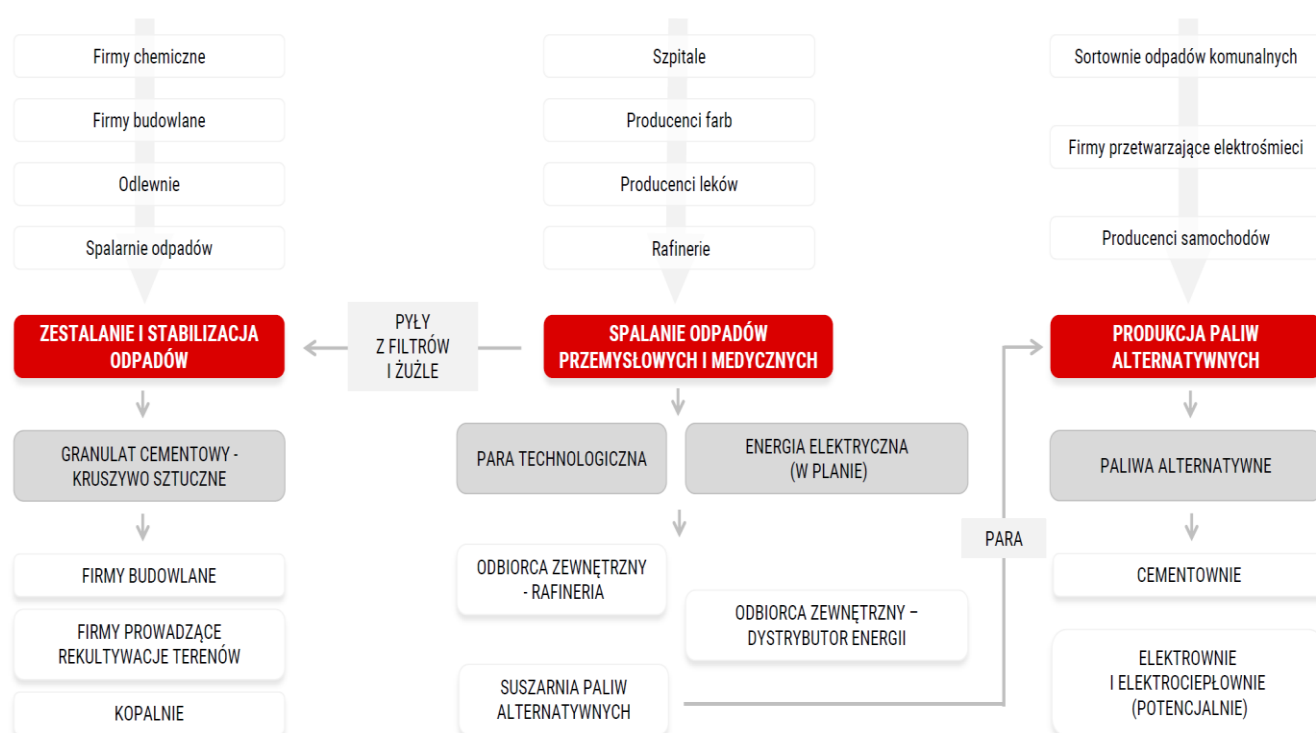 Firmy chemiczne
Firmy budowlane
Odlewnie
Spalarnie odpadów
ZESTALANIE I STABILIZACJA
ODPADÓW
GRANULAT CEMENTOWY -
KRUSZYWO SZTUCZNE
FIRMY BUDOWLANE
FIRMY PROWADZĄCE
REKULTYWACJE TERENÓW
KOPALNIE
PYŁY
Z FILTRÓW
I ŻUŻLE
Szpitale
Producenci farb
Producenci leków
Rafinerie
SPALANIE ODPADÓW
PRZEMYSŁOWYCH I MEDYCZNYCH
PARA TECHNOLOGICZNA
ENERGIA ELEKTRYCZNA
(W PLANIE)
ODBIORCA ZEWNĘTRZNY
- RAFINERIA
ODBIORCA ZEWNĘTRZNY –
DYSTRYBUTOR ENERGII
SUSZARNIA PALIW
ALTERNATYWNYCH
PARA
Sortownie odpadów komunalnych
Firmy przetwarzające elektrośmieci
Producenci samochodów
PRODUKCJA PALIW
ALTERNATYWNYCH
PALIWA ALTERNATYWNE
CEMENTOWNIE
ELEKTROWNIE
I ELEKTROCIEPŁOWNIE
(POTENCJALNIE)